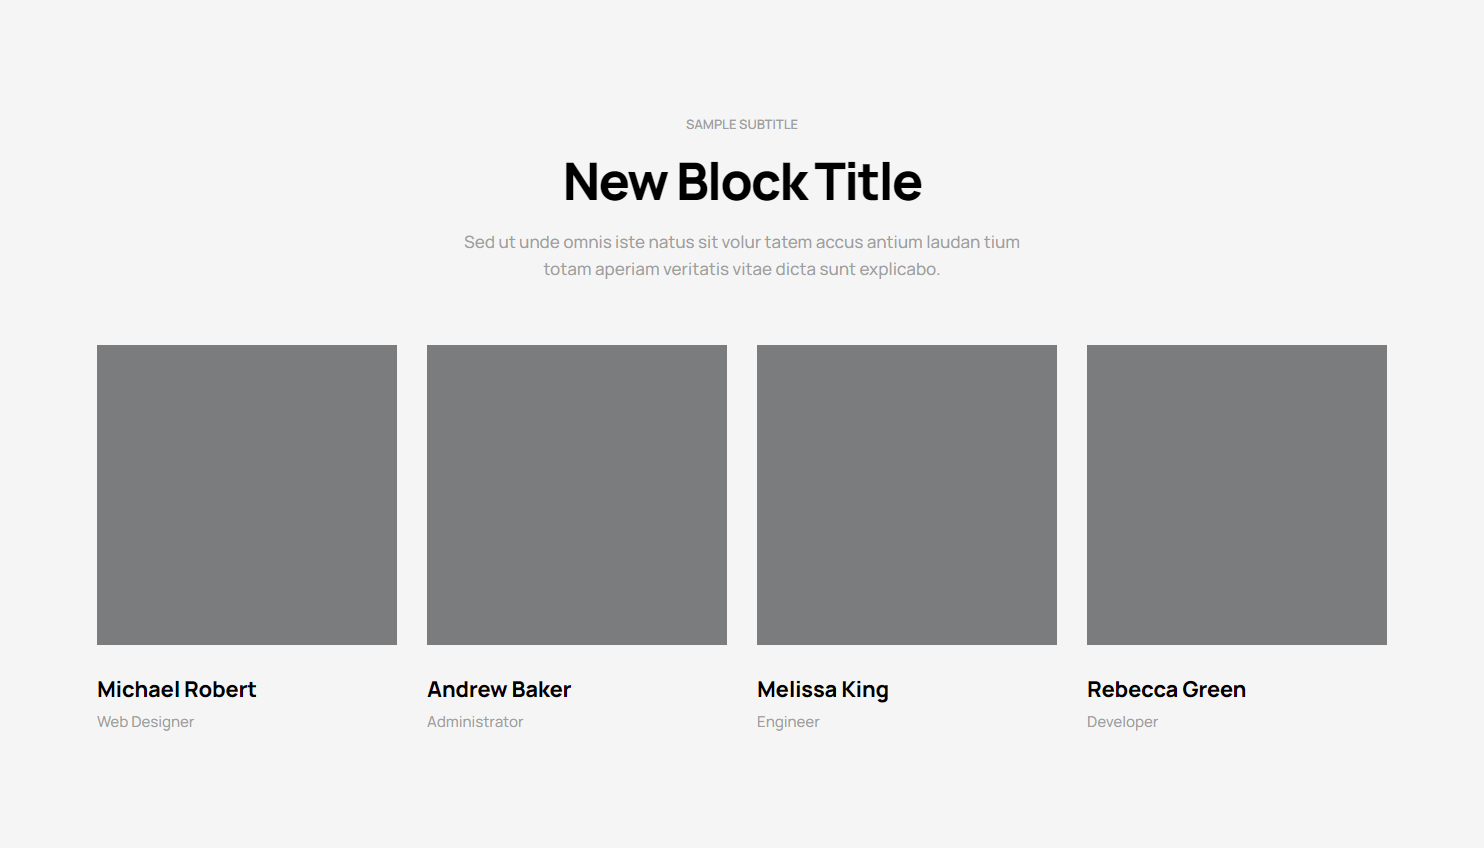 SAMPLE SUBTITLE
New Block Title
Sed ut unde omnis iste natus sit volur tatem accus antium laudan tium
totam aperiam veritatis vitae dicta sunt explicabo.
Michael Robert
Web Designer
Andrew Baker
Administrator
Melissa King
Engineer
Rebecca Green
Developer